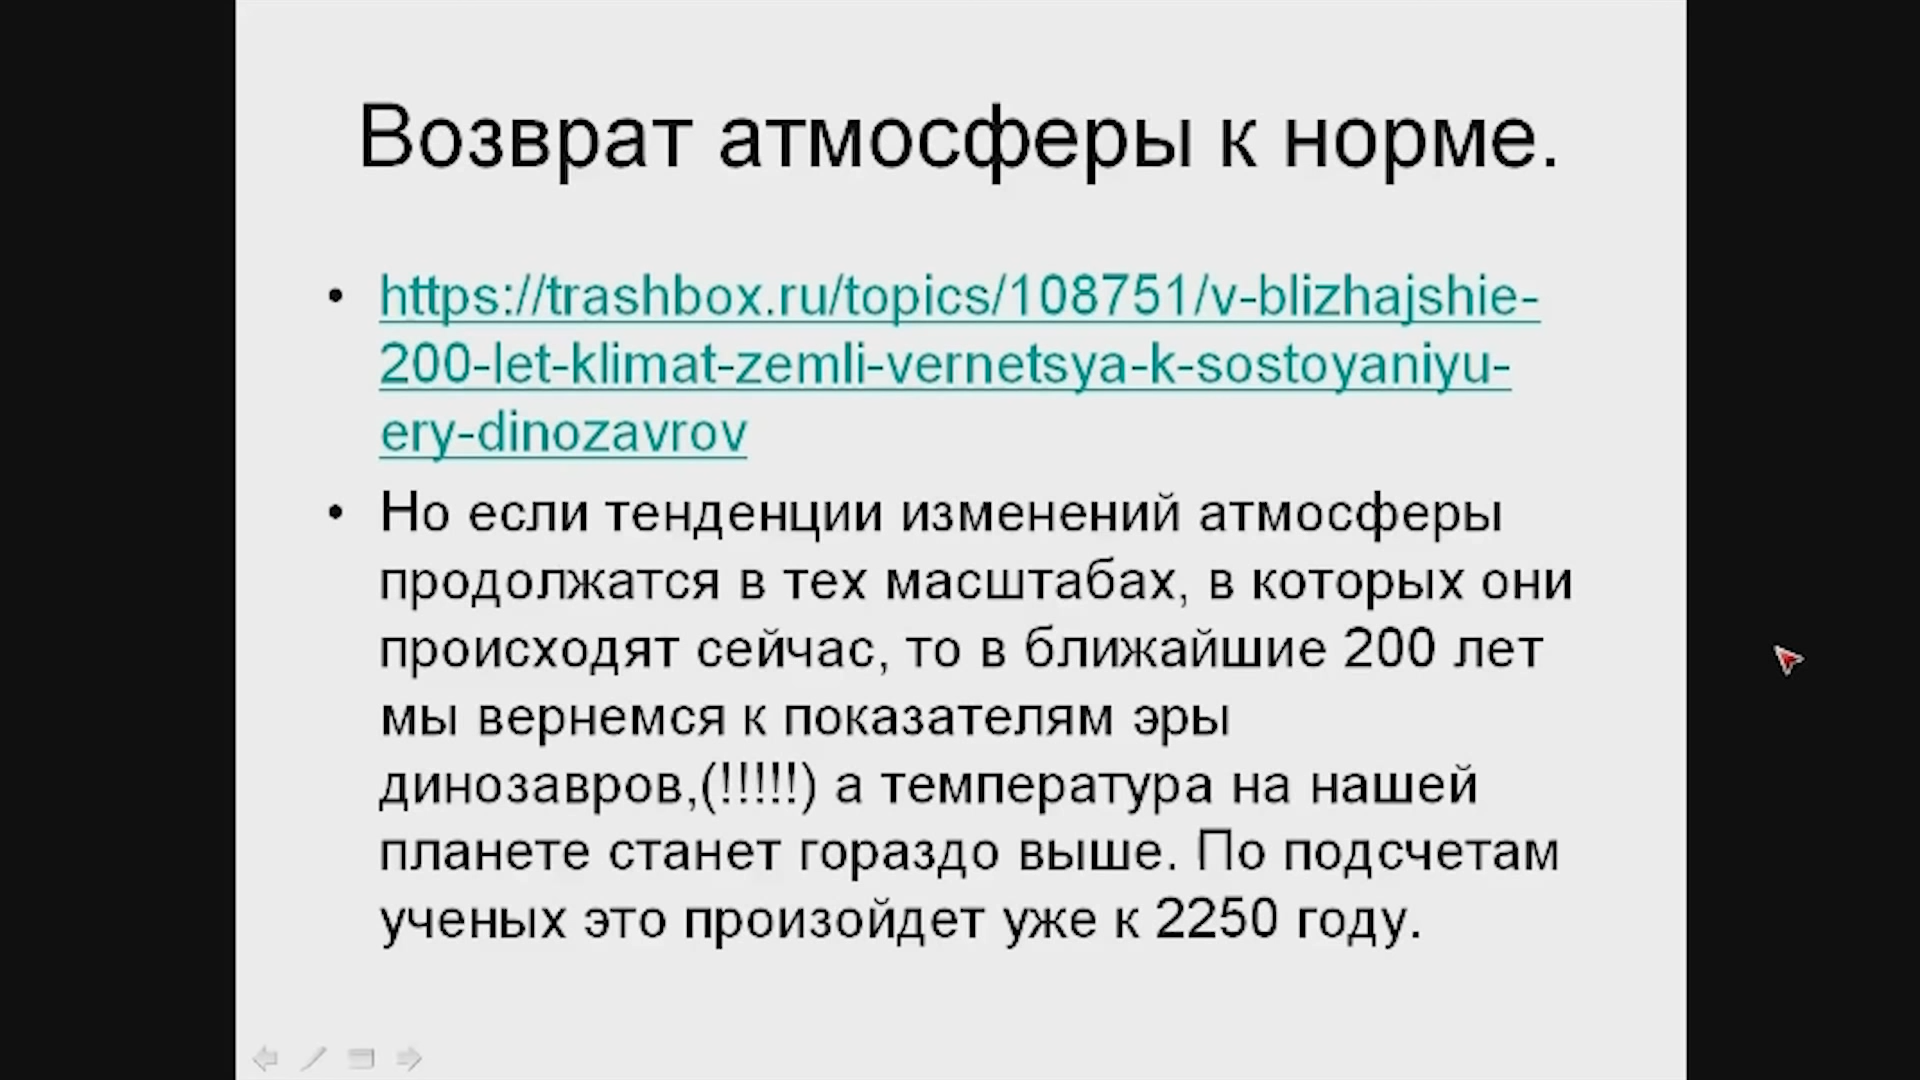 Возврат атмосферы к норме.
• https://trashbox.ru/topics/108751/v-blizhajshie-
200-let-klimat-zemli-vernetsya-k-sostoyaniyu-
ery-dinozavrov
• Но если тенденции изменений атмосферы
продолжатся в тех масштабах, в которых они
происходят сейчас, то в ближайшие 200 лет
мы вернемся к показателям эры
динозавров,(!!!!!) а температура на нашей
планете станет гораздо выше. По подсчетам
ученых это произойдет уже к 2250 году.